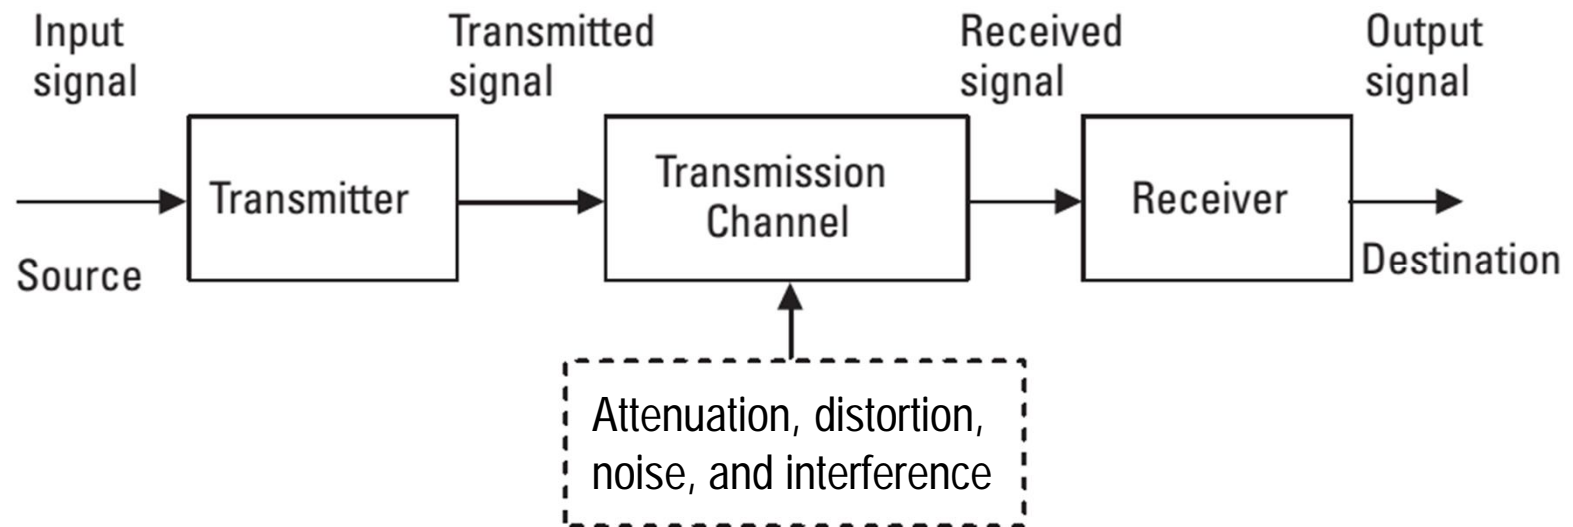 Input
signal
Transmitted
signal
Received
signal
Output
signal
Transmitter
Transmission
Channel
Receiver
Source
Destination
Attenuation, distortion,
noise, and interference